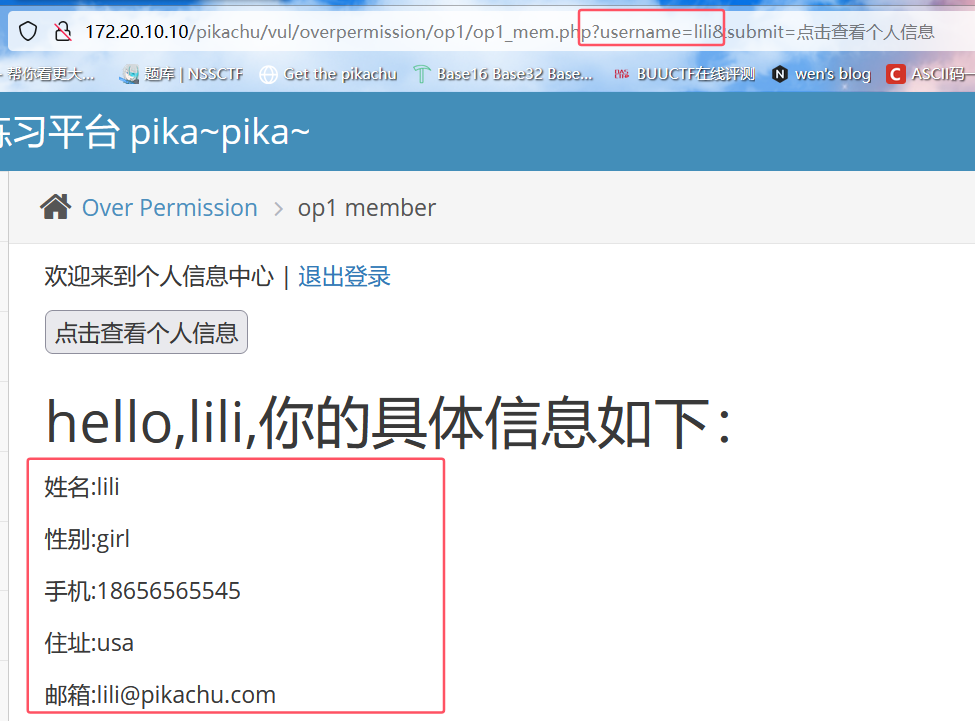 172.20.10.10/pikachu/vul/overpermission/op1/op1_mem.php?username=lili&submit=点击查看个人信息
帮你看更大... 题库 | NSSCTF Get the pikachu Base16 Base32 Base... BUUCTF在线评测 N wen's blog C ASCII码一
练习平台 pika~pika~
Over Permission > op1 member
欢迎来到个人信息中心 | 退出登录
点击查看个人信息
hello,lili,你的具体信息如下：
姓名:lili
性别:girl
手机:18656565545
住址:usa
邮箱:lili@pikachu.com